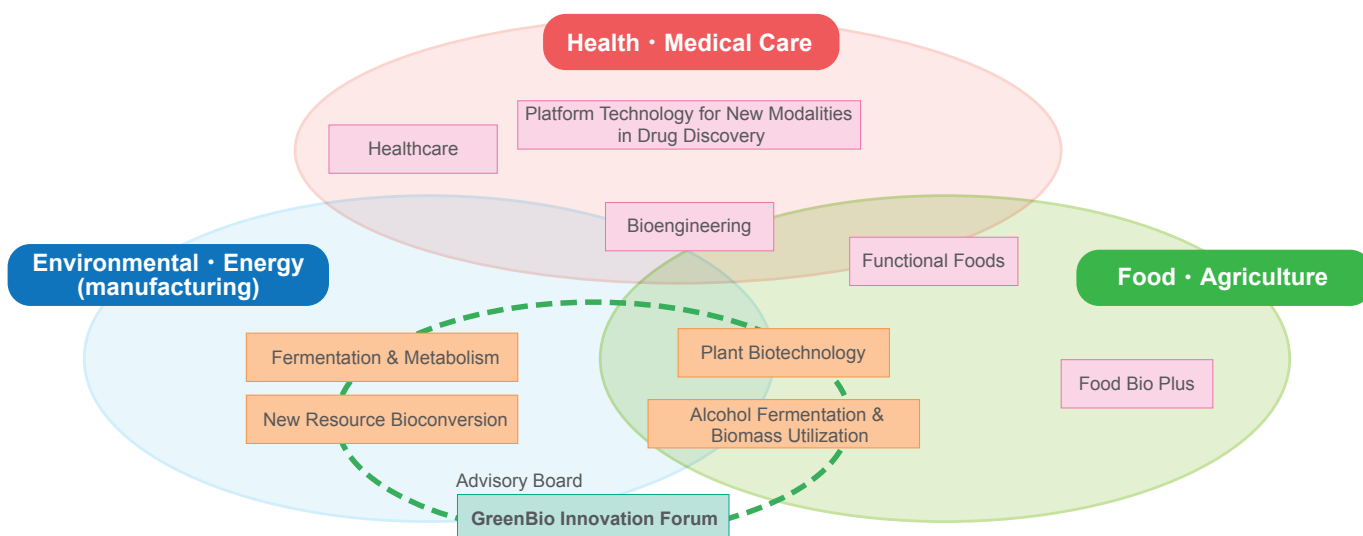 Health・Medical Care
Platform Technology for New Modalities
in Drug Discovery
Healthcare
Bioengineering
Environmental・Energy
(manufacturing)
Functional Foods
Food・Agriculture
Fermentation & Metabolism
Plant Biotechnology
Food Bio Plus
New Resource Bioconversion
Alcohol Fermentation &
Biomass Utilization
Advisory Board
GreenBio Innovation Forum